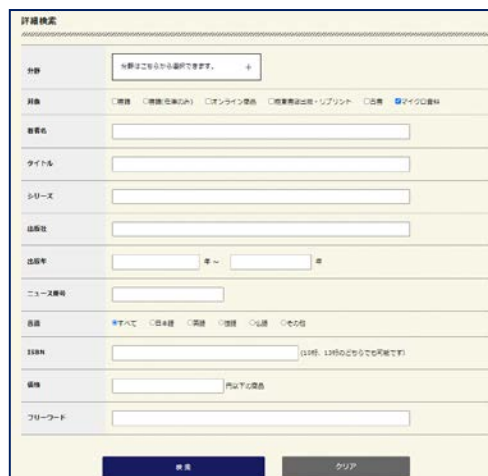 詳細検索
分野 分野はこちらから選択できます。 +
対象 □書籍 □書籍(在庫のみ) □オンライン商品 □極東書店出版・リプリント □古書 ☑マイクロ資料
著者名
タイトル
シリーズ
出版社
出版年 年 ~ 年
ニュース番号
言語 すべて 日本語 英語 独語 仏語 その他
ISBN (10桁、13桁のどちらでも可能です)
価格 円以下の商品
フリーワード
検索 クリア